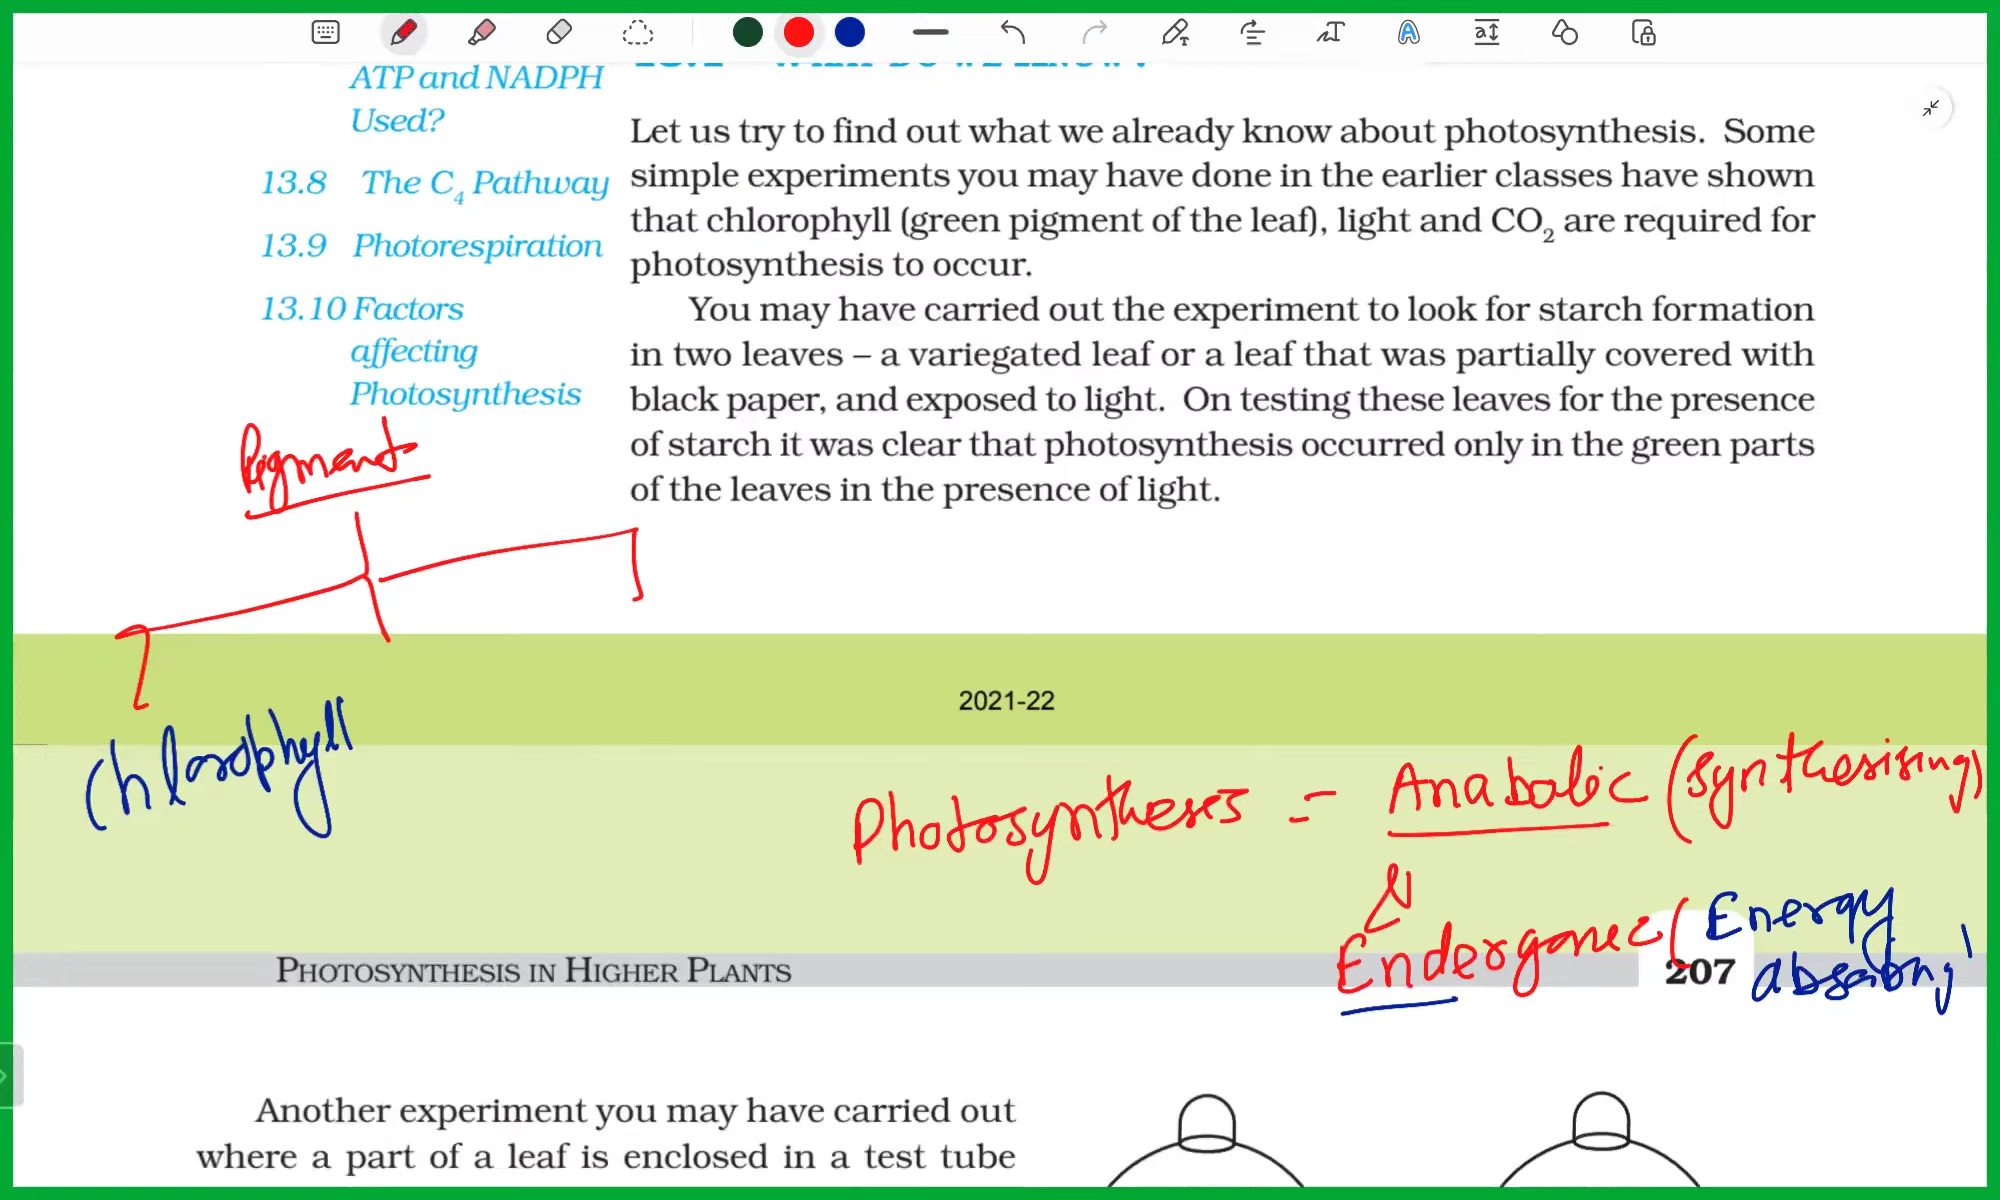 ATP and NADPH
Used?
13.8 The C4 Pathway
13.9 Photorespiration
13.10 Factors
affecting
Photosynthesis
Let us try to find out what we already know about photosynthesis. Some
simple experiments you may have done in the earlier classes have shown
that chlorophyll (green pigment of the leaf), light and CO2 are required for
photosynthesis to occur.
You may have carried out the experiment to look for starch formation
in two leaves – a variegated leaf or a leaf that was partially covered with
black paper, and exposed to light. On testing these leaves for the presence
of starch it was clear that photosynthesis occurred only in the green parts
of the leaves in the presence of light.
Pigment
Chlorophyll
2021-22
Photosynthesis = Anabolic (synthesising)
&
Endergonic (Energy
absorbing)
PHOTOSYNTHESIS IN HIGHER PLANTS
207
Another experiment you may have carried out
where a part of a leaf is enclosed in a test tube